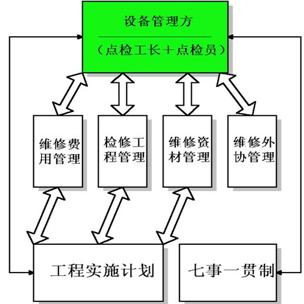 设备管理方
（点检工长＋点检员）
维修费
用管理
检修工
程管理
维修资
材管理
维修外
协管理
工程实施计划
七事一贯制